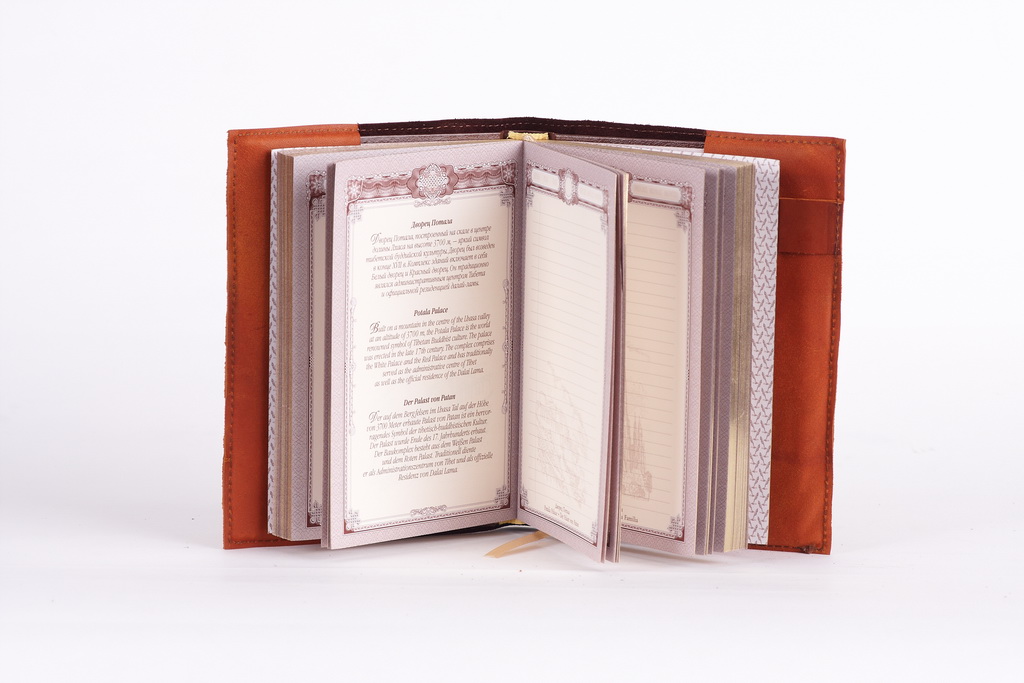 Дворец Потала
Дворец Потала, построенный на скале в центре
долины Лхаса на высоте 3700 м, – яркий символ
тибетской буддийской культуры. Дворец был возведен
в конце XVII в. Комплекс зданий включает в себя
Белый дворец и Красный дворец. Он традиционно
являлся административным центром Тибета
и официальной резиденцией далай-ламы.
Potala Palace
Built on a mountain in the centre of the Lhasa valley
at an altitude of 3700 m, the Potala Palace is the world
renowned symbol of Tibetan Buddhist culture. The palace
was erected in the late 17th century. The complex comprises
the White Palace and the Red Palace and has traditionally
served as the administrative centre of Tibet
as well as the official residence of the Dalai Lama.
Der Palast von Patan
Der auf dem Bergfelsen im Lhasa Tal auf der Höhe
von 3700 Meter erbaute Palast von Patan ist ein hervor-
ragendes Symbol der tibetisch-buddhistischen Kultur.
Der Palast wurde Ende des 17. Jahrhunderts erbaut.
Der Baukomplex besteht aus dem Weißen Palast
und dem Roten Palast. Traditionell diente
er als Administrationszentrum von Tibet und als offizielle
Residenz von Dalai Lama.
Familia